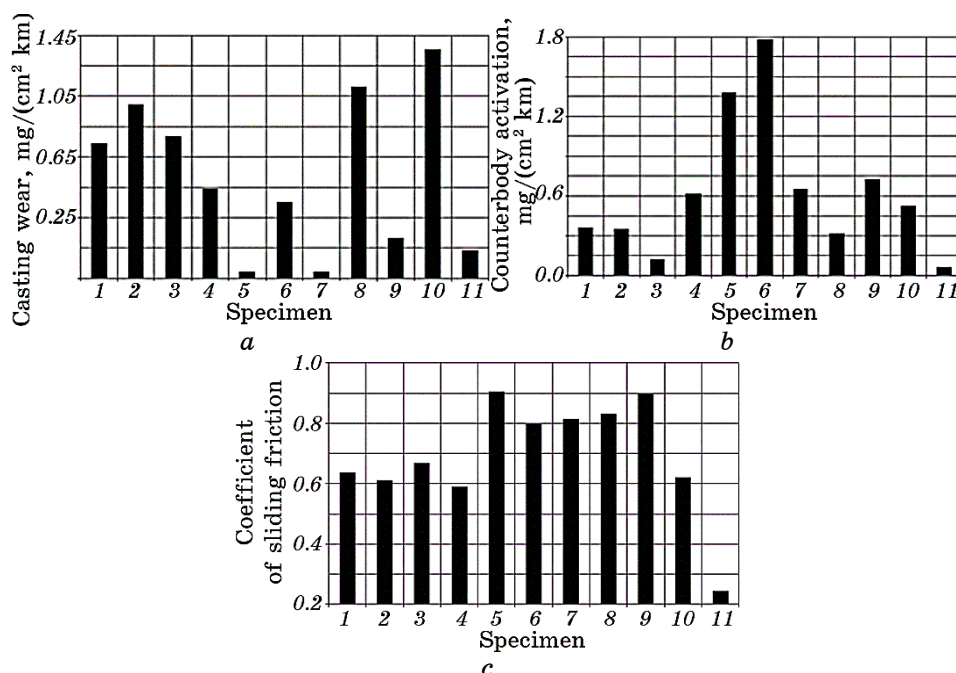 Casting wear, mg/(cm² km)
1.45
1.05
0.65
0.25
1 2 3 4 5 6 7 8 9 10 11
Specimen
a
Counterbody activation,
mg/(cm² km)
1.8
1.2
0.6
0.0
1 2 3 4 5 6 7 8 9 10 11
Specimen
b
Coefficient
of sliding friction
1.0
0.8
0.6
0.4
0.2
1 2 3 4 5 6 7 8 9 10 11
Specimen
c